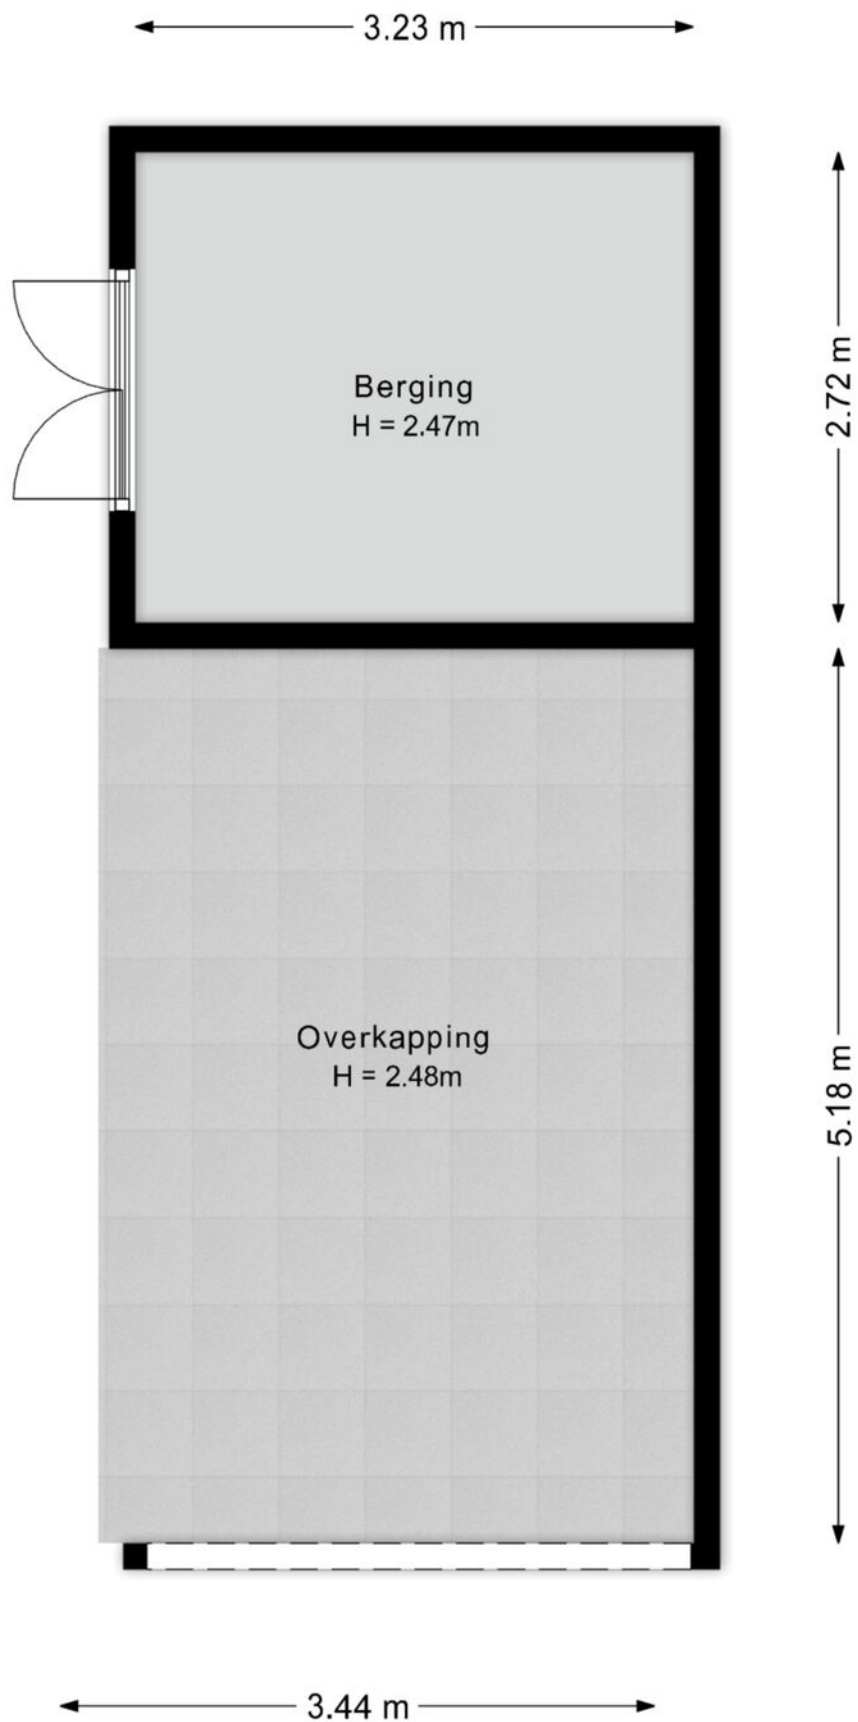 3.23 m
2.72 m
Berging
H = 2.47m
Overkapping
H = 2.48m
5.18 m
3.44 m